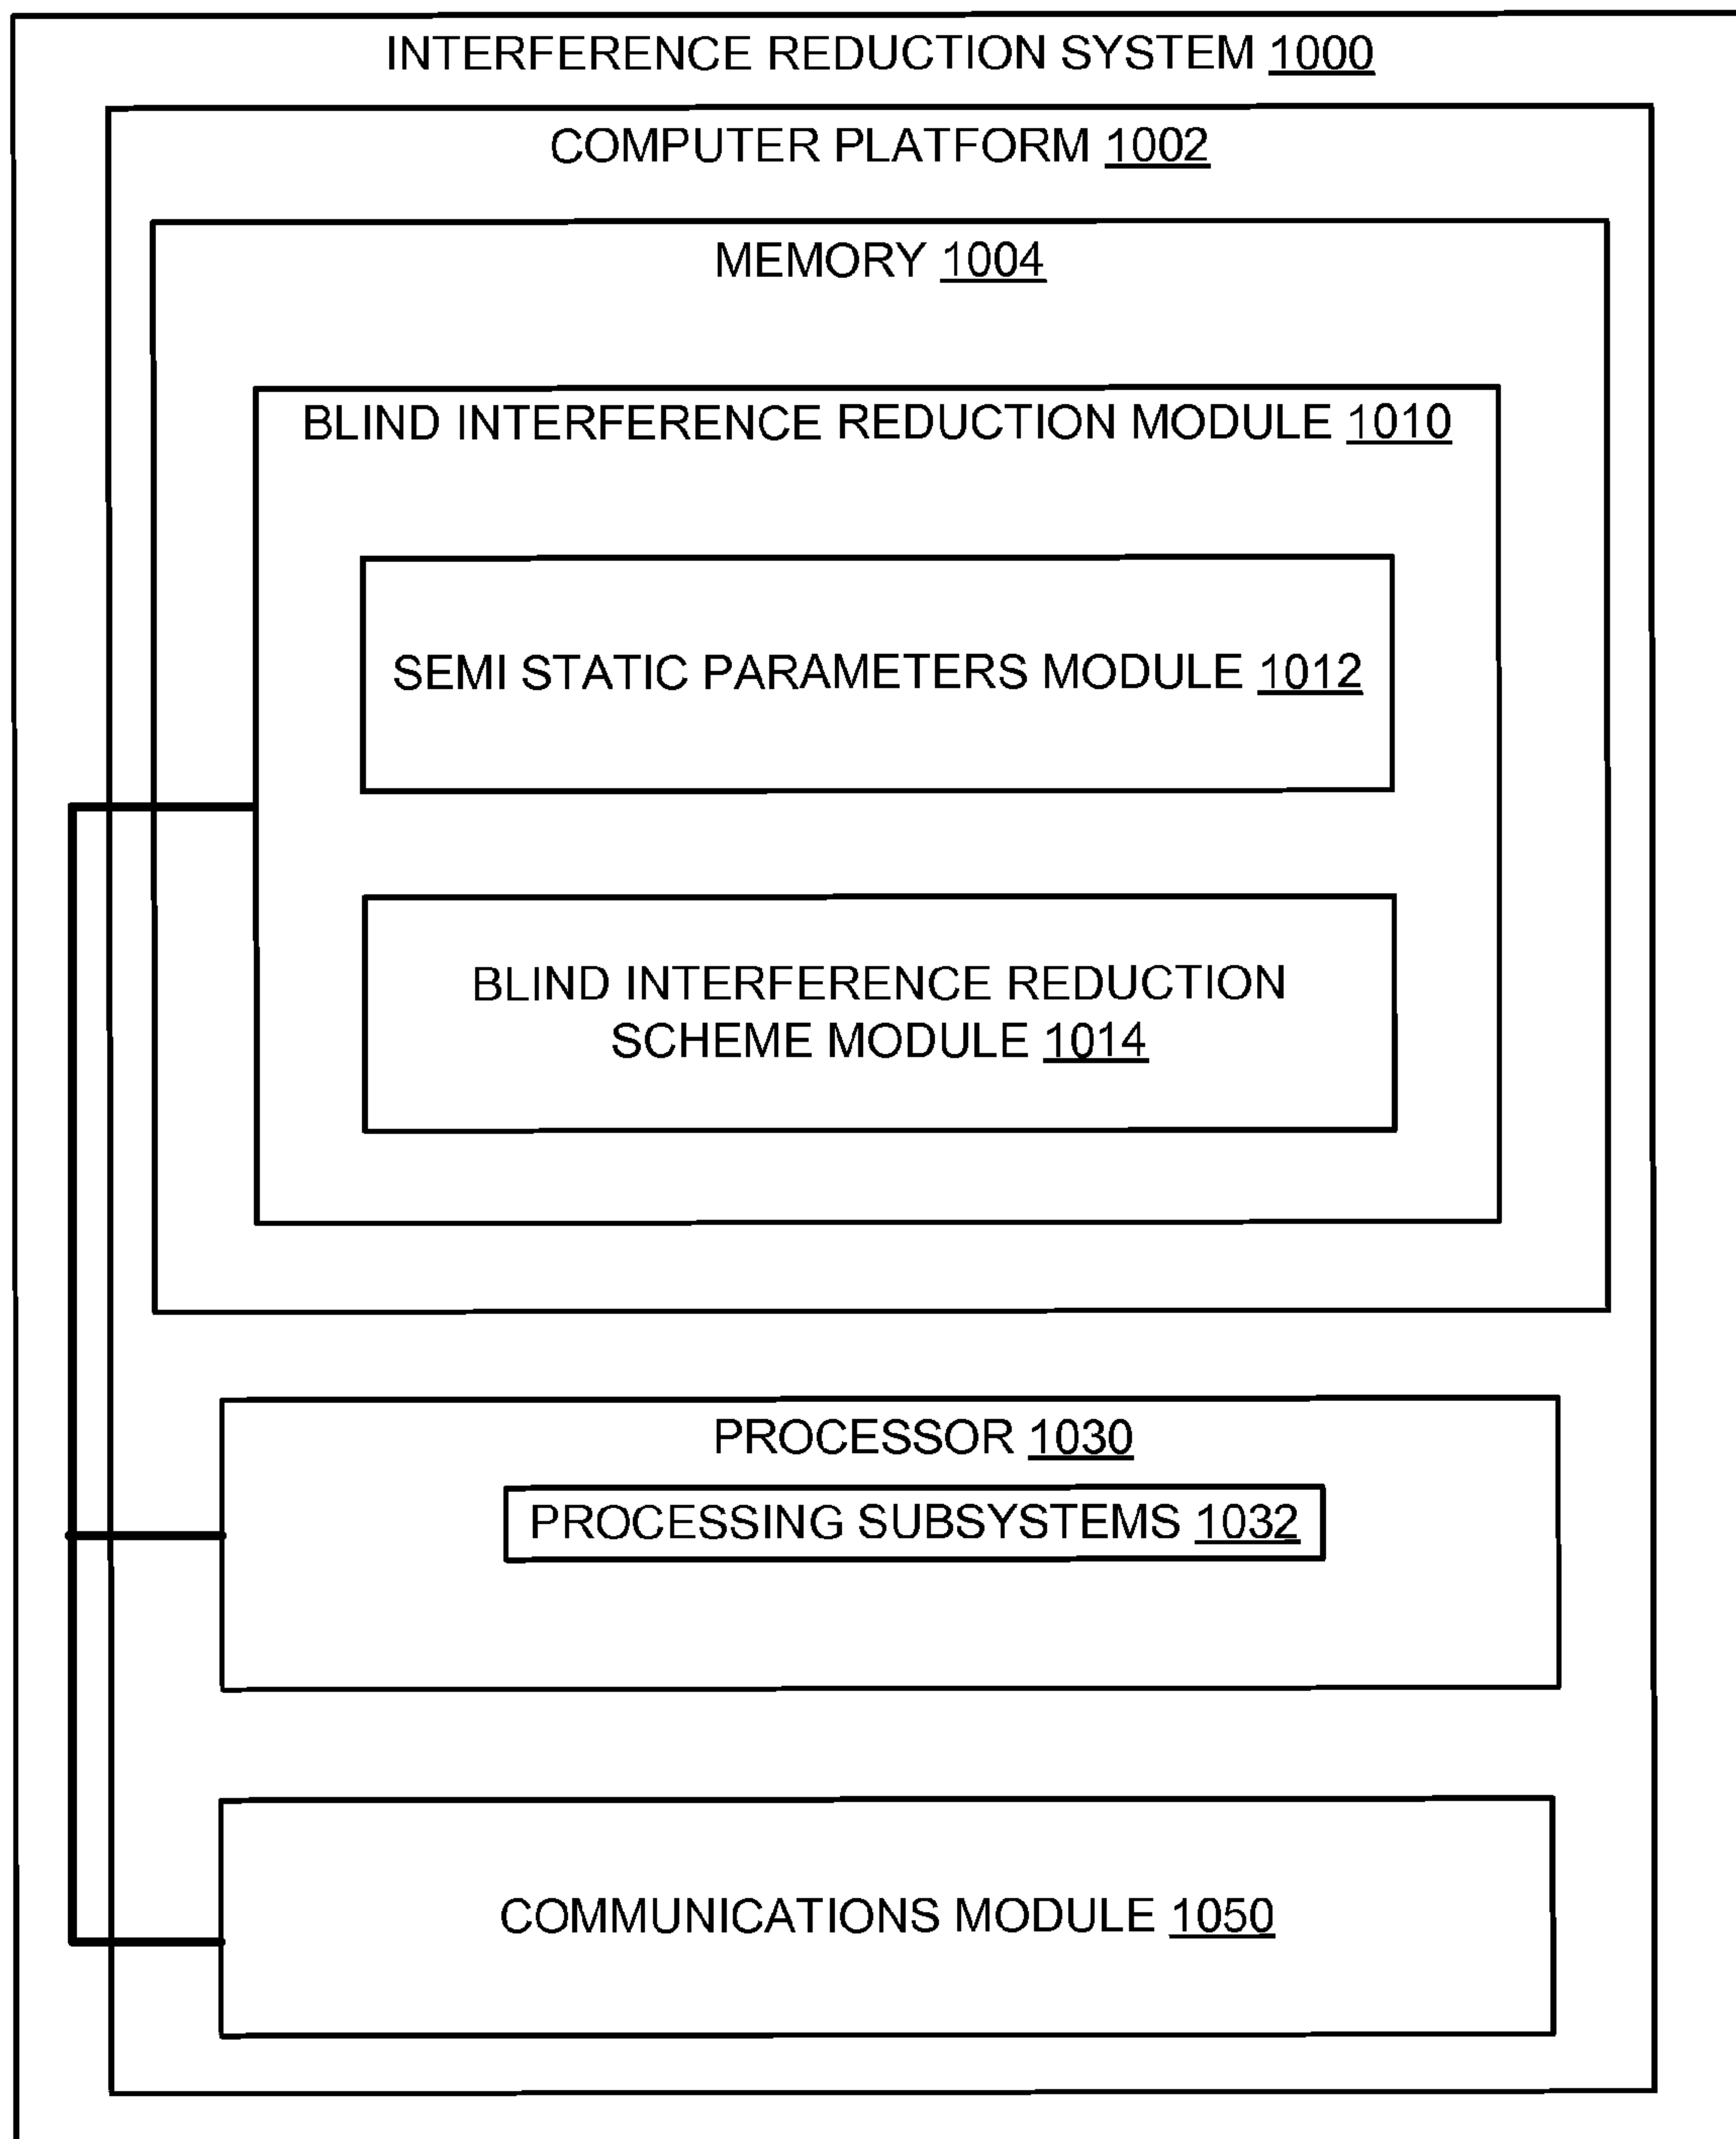 INTERFERENCE REDUCTION SYSTEM 1000
COMPUTER PLATFORM 1002
MEMORY 1004
BLIND INTERFERENCE REDUCTION MODULE 1010
SEMI STATIC PARAMETERS MODULE 1012
BLIND INTERFERENCE REDUCTION
SCHEME MODULE 1014
PROCESSOR 1030
PROCESSING SUBSYSTEMS 1032
COMMUNICATIONS MODULE 1050